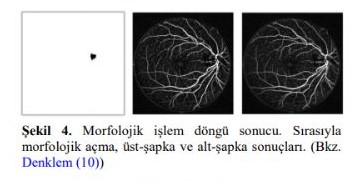 Şekil 4. Morfolojik işlem döngü sonucu. Sırasıyla
morfolojik açma, üst-şapka ve alt-şapka sonuçları. (Bkz.
Denklem (10))